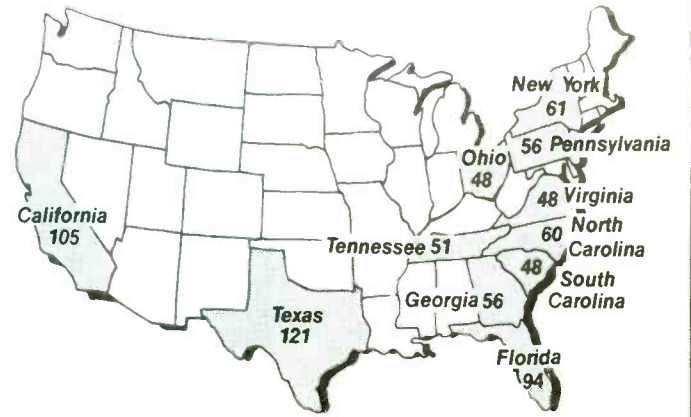 New York
61
56 Pennsylvania
Ohio
48
48 Virginia
California
105
60 North
Carolina
Tennessee 51
48 South
Carolina
Georgia 56
Texas
121
Florida
94